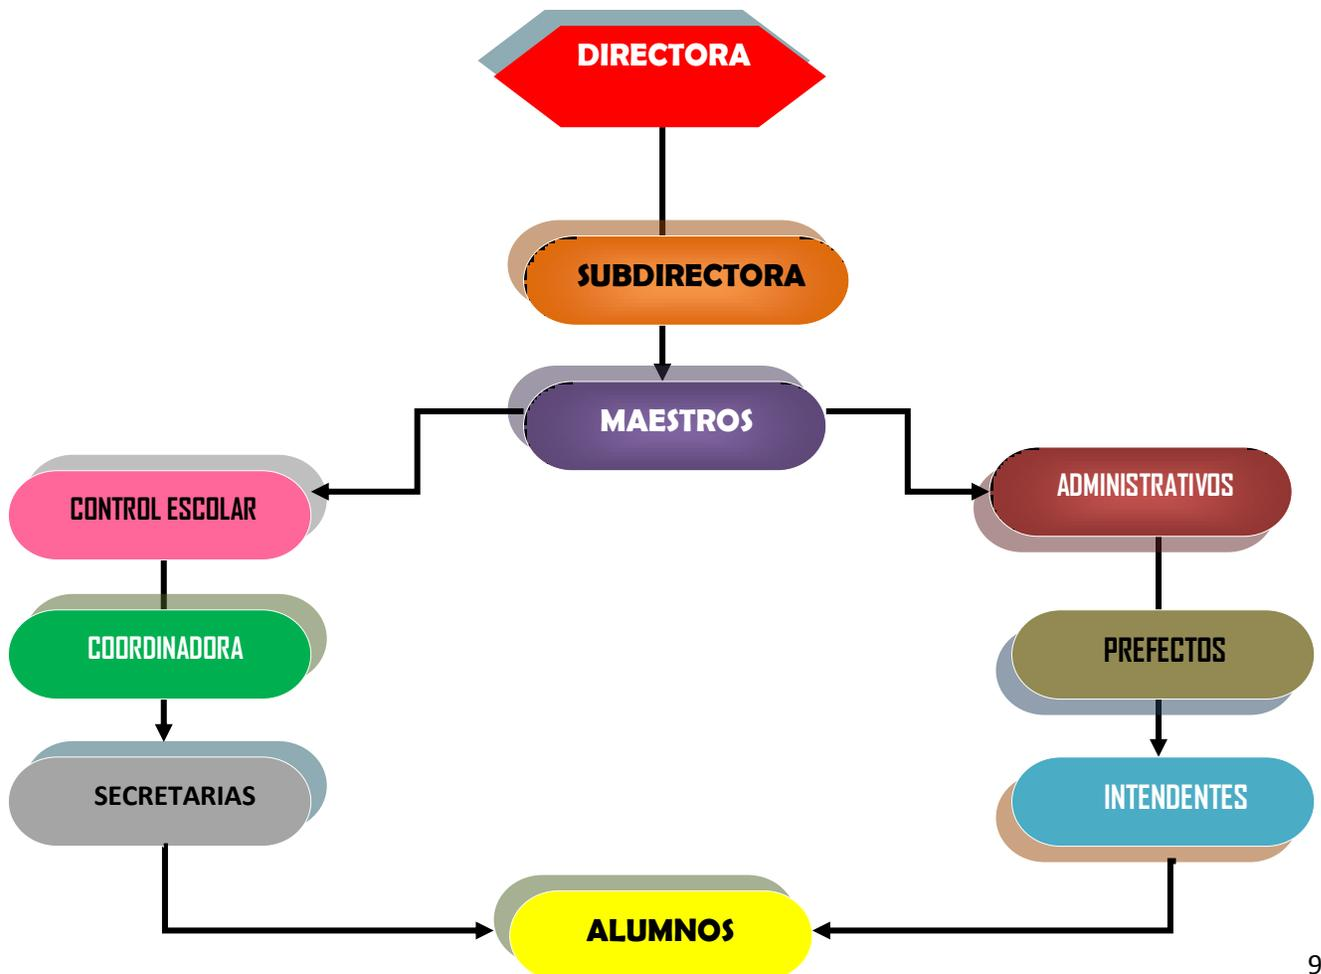 DIRECTORA
SUBDIRECTORA
MAESTROS
CONTROL ESCOLAR
ADMINISTRATIVOS
COORDINADORA
PREFECTOS
SECRETARIAS
INTENDENTES
ALUMNOS
9